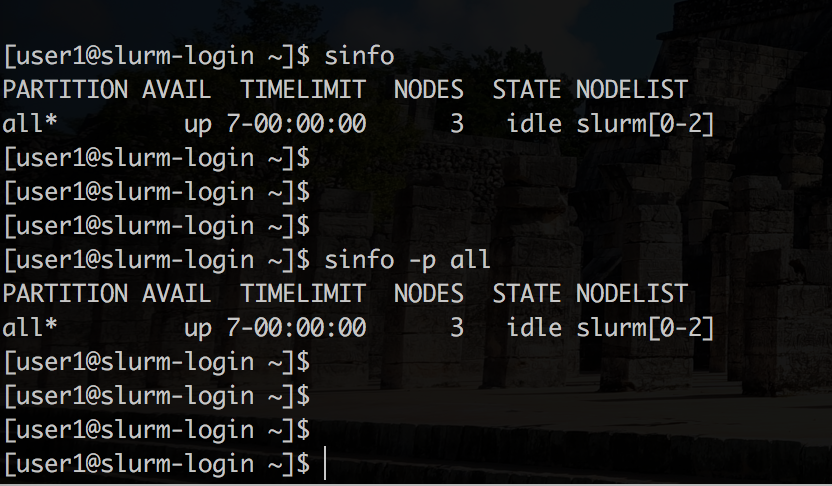 [user1@slurm-login ~]$ sinfo
PARTITION AVAIL  TIMELIMIT  NODES  STATE NODELIST
all*         up 7-00:00:00      3   idle slurm[0-2]
[user1@slurm-login ~]$
[user1@slurm-login ~]$
[user1@slurm-login ~]$
[user1@slurm-login ~]$ sinfo -p all
PARTITION AVAIL  TIMELIMIT  NODES  STATE NODELIST
all*         up 7-00:00:00      3   idle slurm[0-2]
[user1@slurm-login ~]$
[user1@slurm-login ~]$
[user1@slurm-login ~]$
[user1@slurm-login ~]$